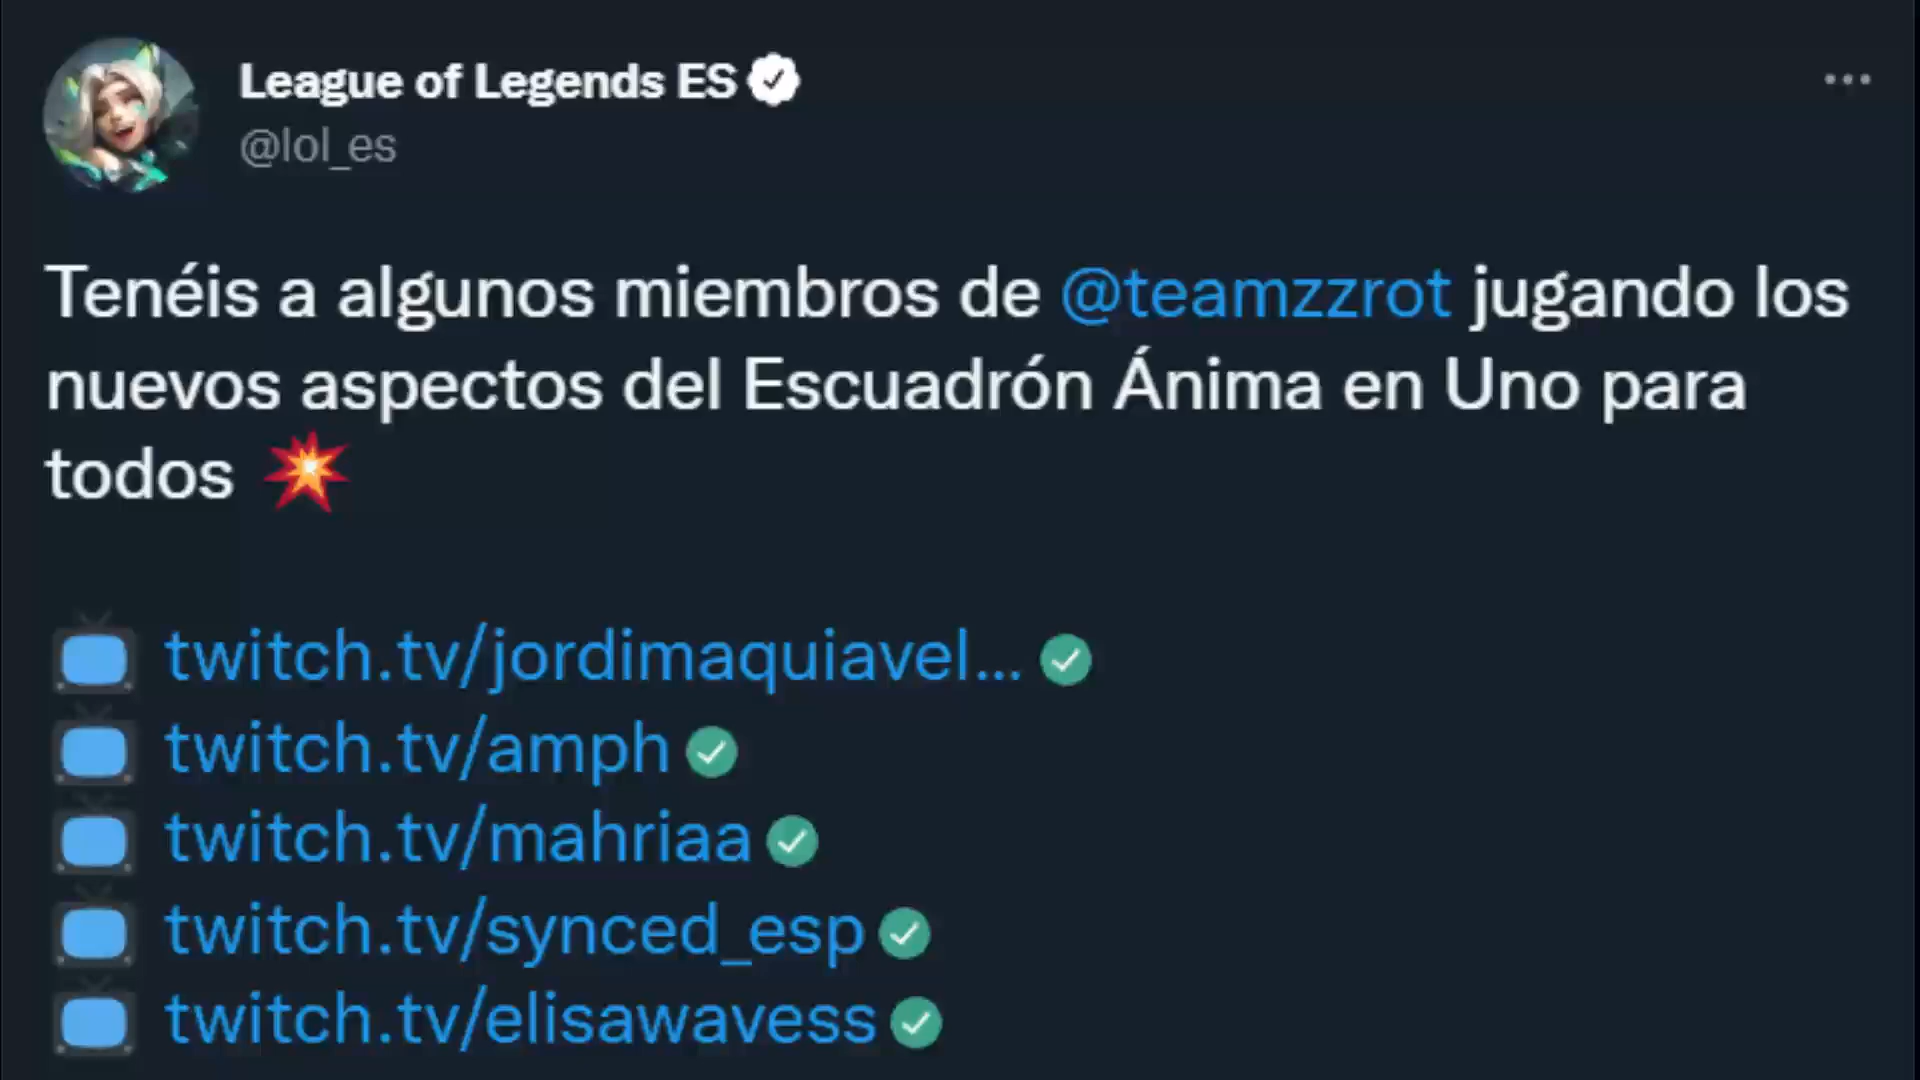 League of Legends ES
@lol_es
Tenéis a algunos miembros de @teamzzrot jugando los
nuevos aspectos del Escuadrón Ánima en Uno para
todos 💥
twitch.tv/jordimaquiavel...
twitch.tv/amph
twitch.tv/mahriaa
twitch.tv/synced_esp
twitch.tv/elisawavess